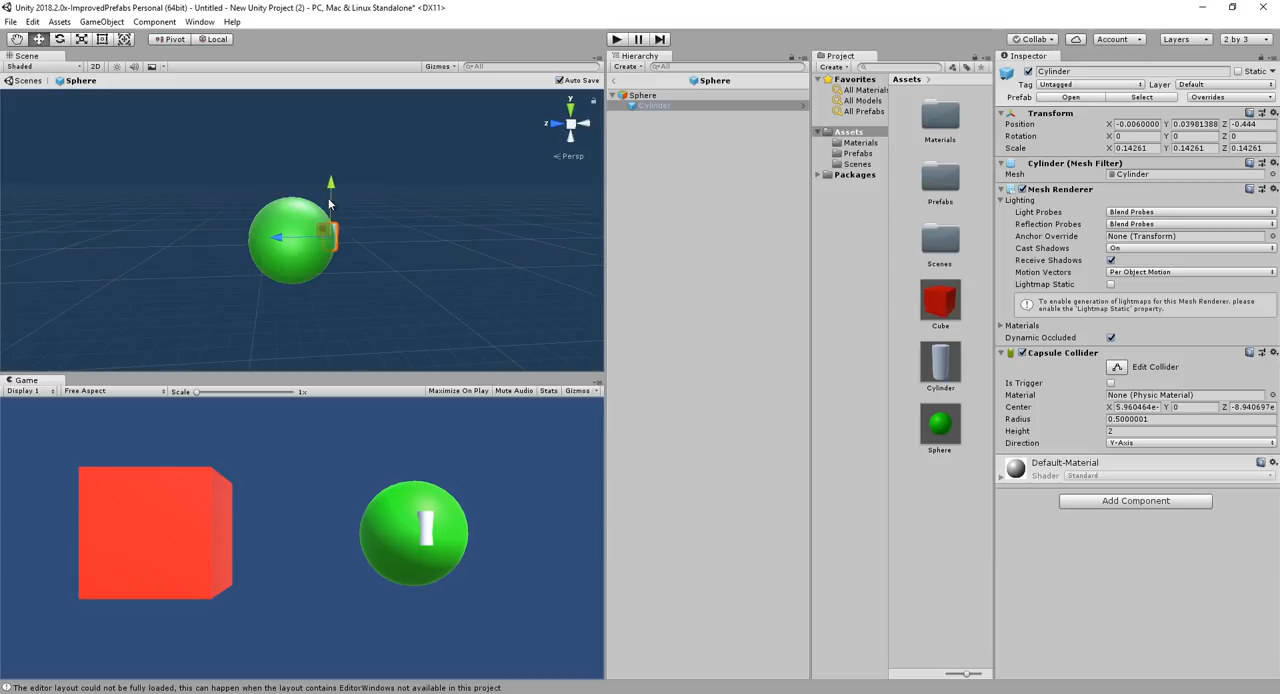 Unity 2018.2.0x-ImprovedPrefabs Personal (64bit) - Untitled - New Unity Project (2) - PC, Mac & Linux Standalone* <DX11>
File Edit Assets GameObject Component Window Help
Pivot Local Collab Account Layers 2 by 3
Scene
Shaded 2D Gizmos All
Scenes Sphere Auto Save
y
z
Persp
Game
Display 1 Free Aspect Scale 1x Maximize On Play Mute Audio Stats Gizmos
Hierarchy
Create All
Sphere
Sphere
Cylinder
Project
Create
Favorites
All Materials
All Models
All Prefabs
Assets
Materials
Prefabs
Scenes
Packages
Assets
Materials
Prefabs
Scenes
Cube
Cylinder
Sphere
Inspector
Cylinder Static
Tag Untagged Layer Default
Prefab Open Select Overrides
Transform
Position X -0.0060000 Y 0.03981388 Z -0.444
Rotation X 0 Y 0 Z 0
Scale X 0.14261 Y 0.14261 Z 0.14261
Cylinder (Mesh Filter)
Mesh Cylinder
Mesh Renderer
Lighting
Light Probes Blend Probes
Reflection Probes Blend Probes
Anchor Override None (Transform)
Cast Shadows On
Receive Shadows
Motion Vectors Per Object Motion
Lightmap Static
To enable generation of lightmaps for this Mesh Renderer, please
enable the 'Lightmap Static' property.
Materials
Dynamic Occluded
Capsule Collider
Edit Collider
Is Trigger
Material None (Physic Material)
Center X 5.960464e- Y 0 Z -8.940697e
Radius 0.5000001
Height 2
Direction Y-Axis
Default-Material
Shader Standard
Add Component
The editor layout could not be fully loaded, this can happen when the layout contains EditorWindows not available in this project